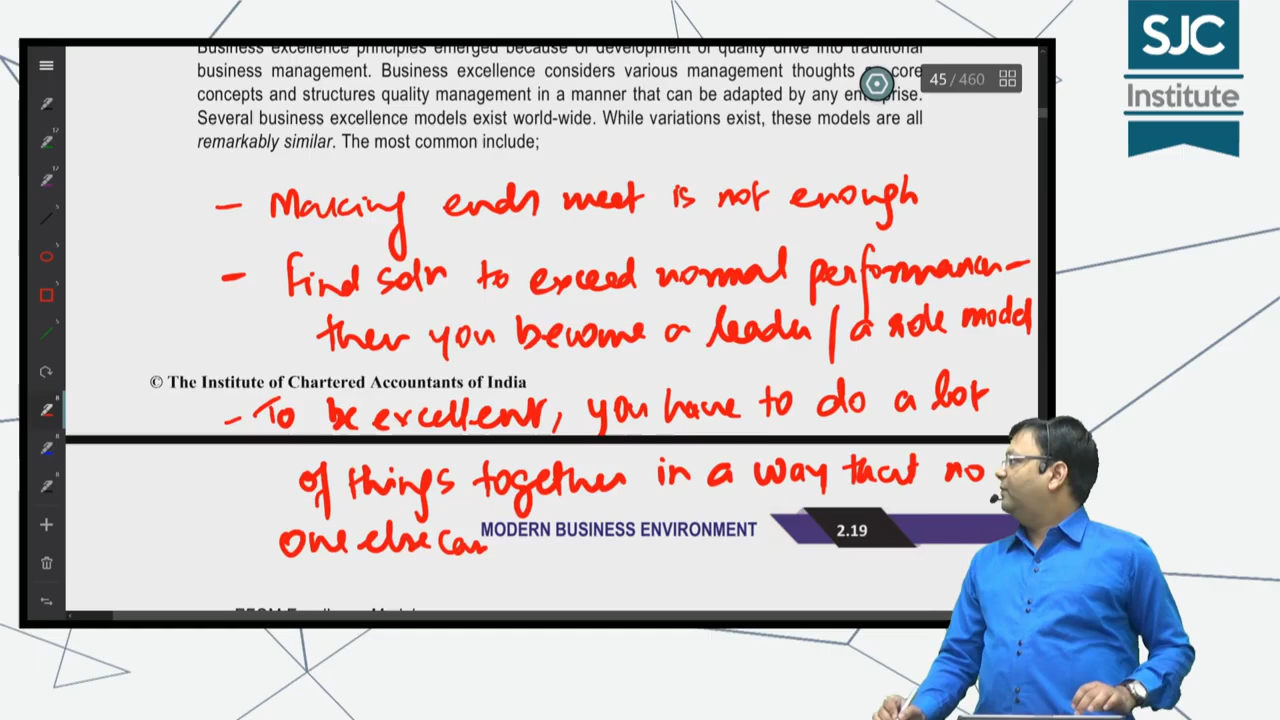 SJC
Institute
45 / 460
Business excellence principles emerged because of development of quality drive into traditional
business management. Business excellence considers various management thoughts core
concepts and structures quality management in a manner that can be adapted by any enterprise.
Several business excellence models exist world-wide. While variations exist, these models are all
remarkably similar. The most common include;
- Making ends meet is not enough
- Find soln to exceed normal performance -
then you become a leader / a role model
© The Institute of Chartered Accountants of India
- To be excellent, you have to do a lot
of things together in a way that no
one else can
MODERN BUSINESS ENVIRONMENT 2.19